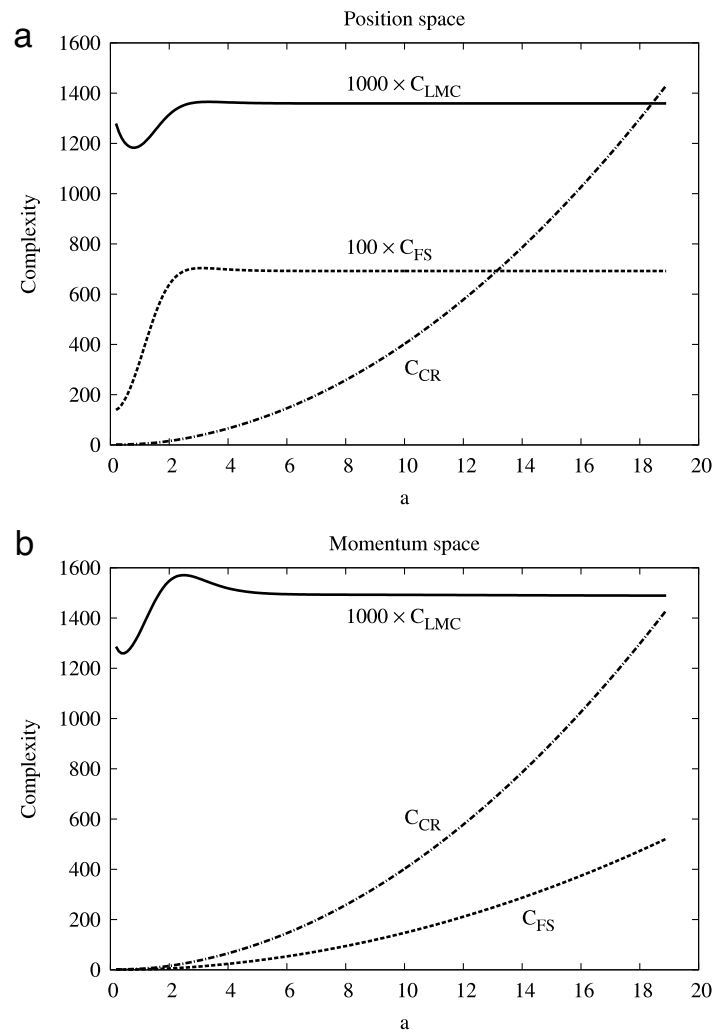 a
Position space
1600
1400
1200
1000
800
600
400
200
0
Complexity
1000 × C_LMC
100 × C_FS
C_CR
0 2 4 6 8 10 12 14 16 18 20
a
b
Momentum space
1600
1400
1200
1000
800
600
400
200
0
Complexity
1000 × C_LMC
C_CR
C_FS
0 2 4 6 8 10 12 14 16 18 20
a